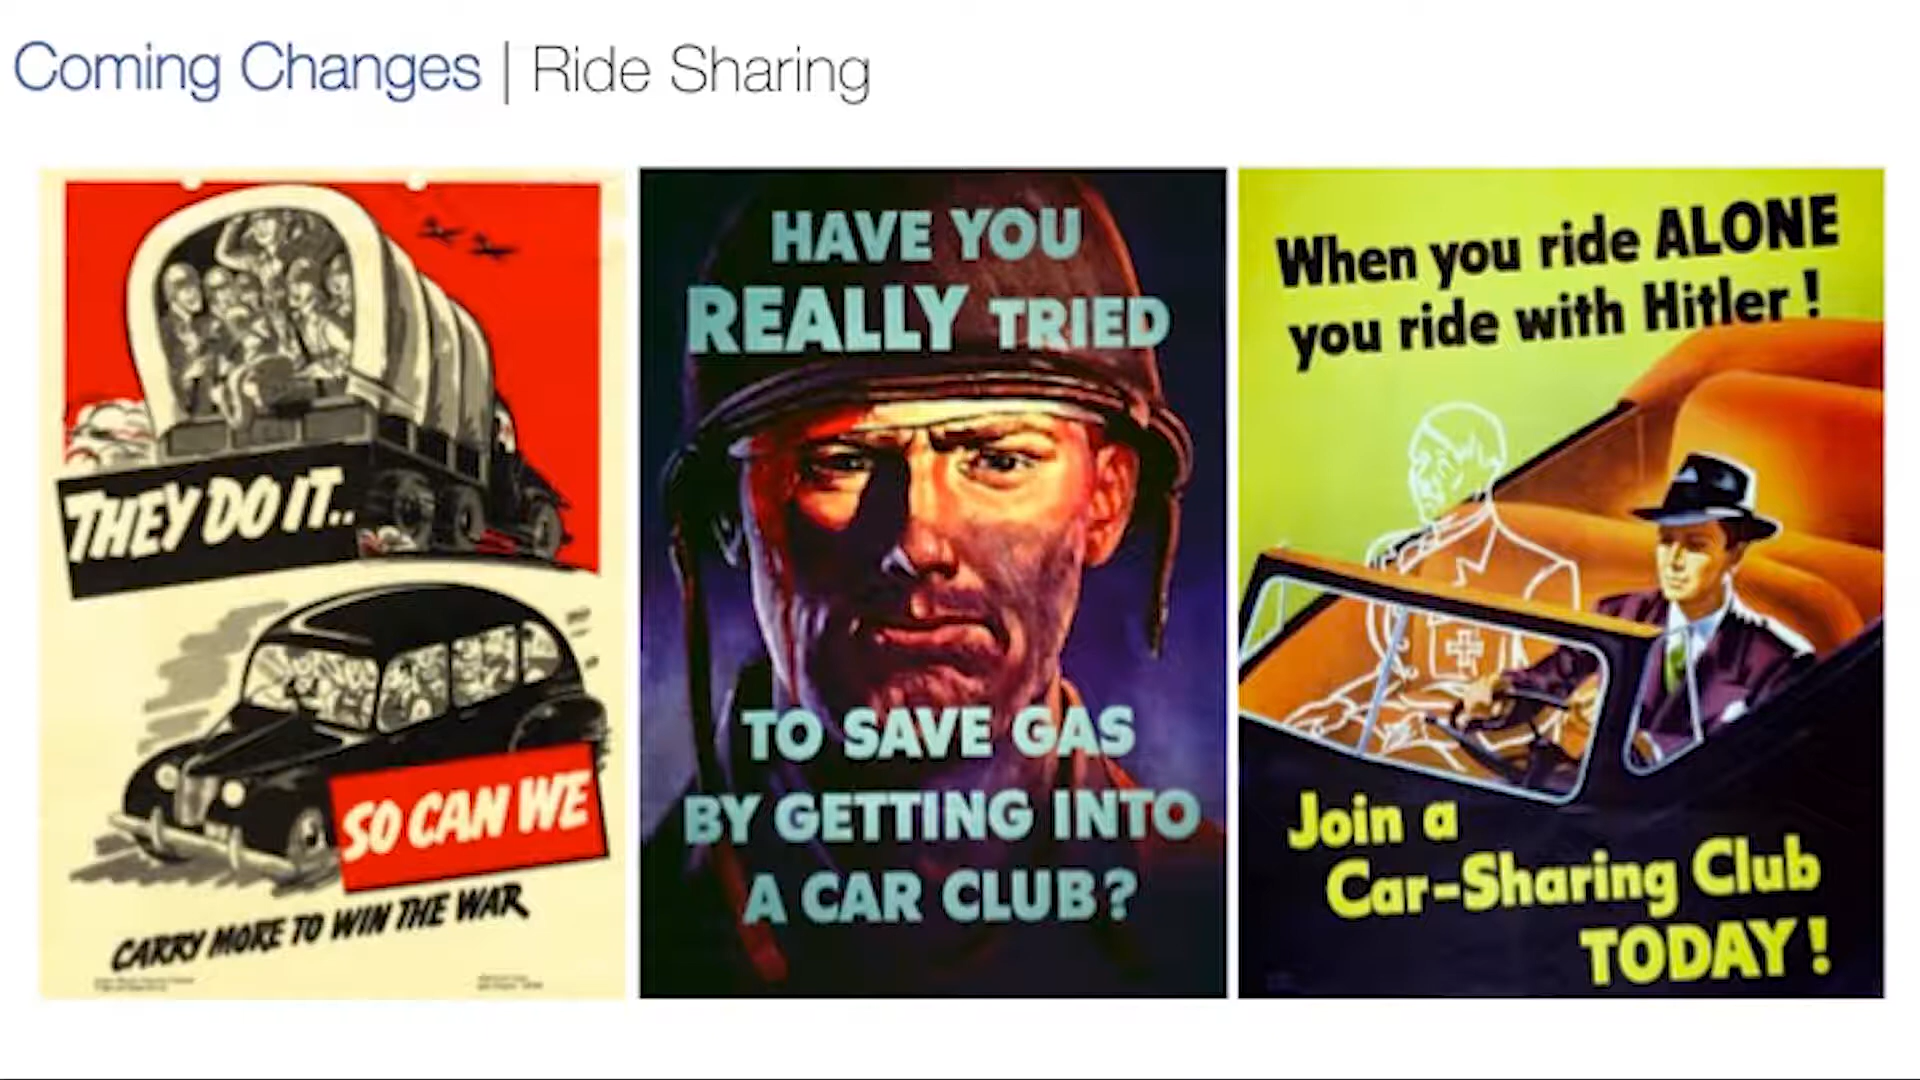 Coming Changes | Ride Sharing
THEY DO IT..
SO CAN WE
CARRY MORE TO WIN THE WAR
HAVE YOU
REALLY TRIED
TO SAVE GAS
BY GETTING INTO
A CAR CLUB?
When you ride ALONE
you ride with Hitler !
Join a
Car-Sharing Club
TODAY !